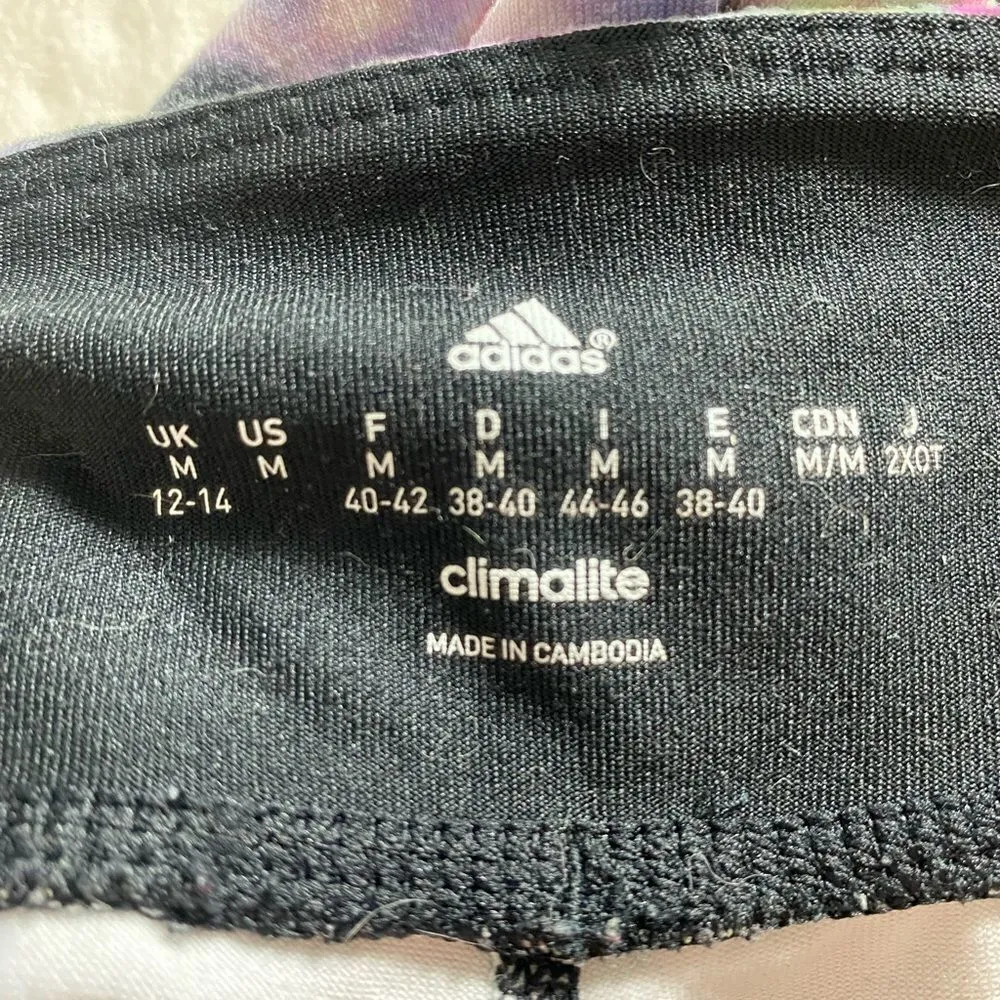 adidas®
UK US F D I E CDN J
M M M M M M M/M 2XOT
12-14 40-42 38-40 44-46 38-40
climalite
MADE IN CAMBODIA